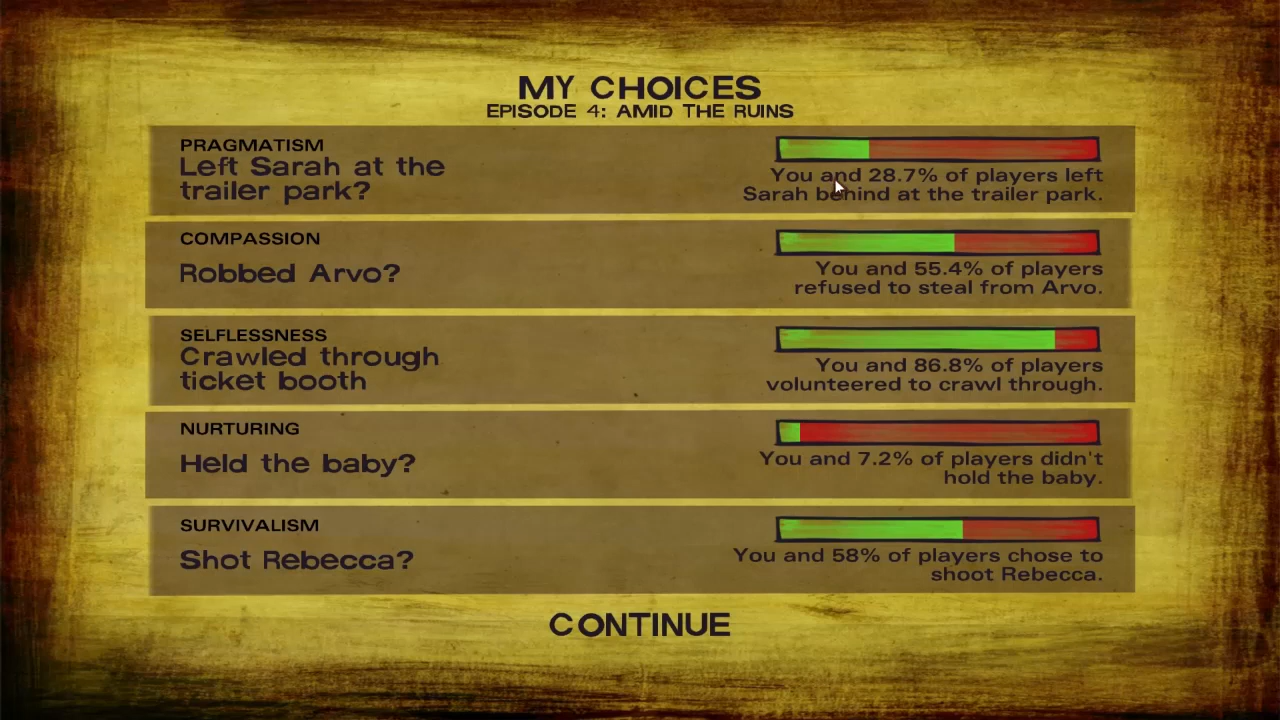 MY CHOICES
EPISODE 4: AMID THE RUINS
PRAGMATISM
Left Sarah at the
trailer park?
You and 28.7% of players left
Sarah behind at the trailer park.
COMPASSION
Robbed Arvo?
You and 55.4% of players
refused to steal from Arvo.
SELFLESSNESS
Crawled through
ticket booth
You and 86.8% of players
volunteered to crawl through.
NURTURING
Held the baby?
You and 7.2% of players didn't
hold the baby.
SURVIVALISM
Shot Rebecca?
You and 58% of players chose to
shoot Rebecca.
CONTINUE